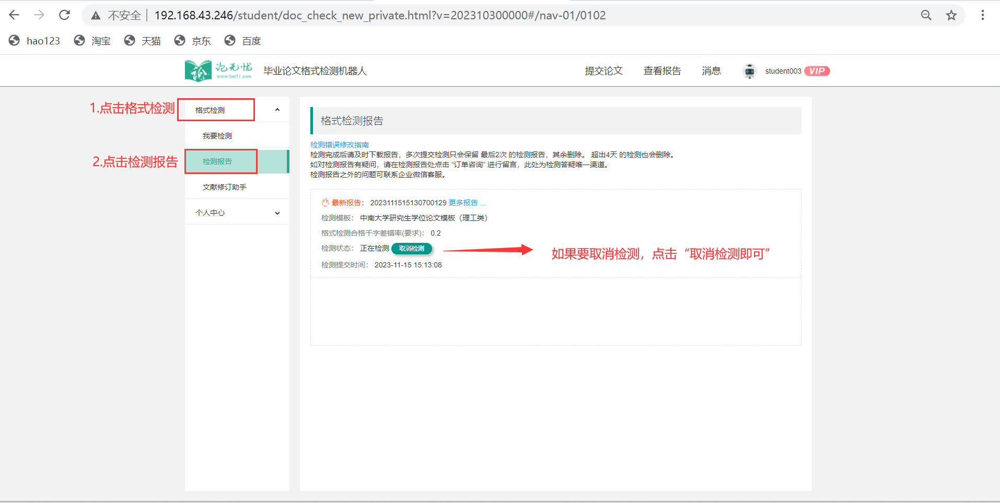 不安全 | 192.168.43.246/student/doc_check_new_private.html?v=202310300000#/nav-01/0102
hao123 淘宝 天猫 京东 百度
论 论无忧 www.lun51.com 毕业论文格式检测机器人 提交论文 查看报告 消息 student003 VIP
1.点击格式检测
格式检测
我要检测
2.点击检测报告
检测报告
文献修订助手
个人中心
格式检测报告
检测错误修改指南
检测完成后请及时下载报告，多次提交检测只会保留 最后2次 的检测报告，其余删除。 超出4天 的检测也会删除。
如对检测报告有疑问，请在检测报告处点击 “订单咨询” 进行留言，此处为检测答疑唯一渠道。
检测报告之外的问题可联系企业微信客服。
最新报告： 2023111515130700129 更多报告 ...
检测模板： 中南大学研究生学位论文模板（理工类）
格式检测合格千字差错率(要求)： 0.2
检测状态： 正在检测 取消检测
如果要取消检测，点击“取消检测即可”
检测提交时间： 2023-11-15 15:13:08